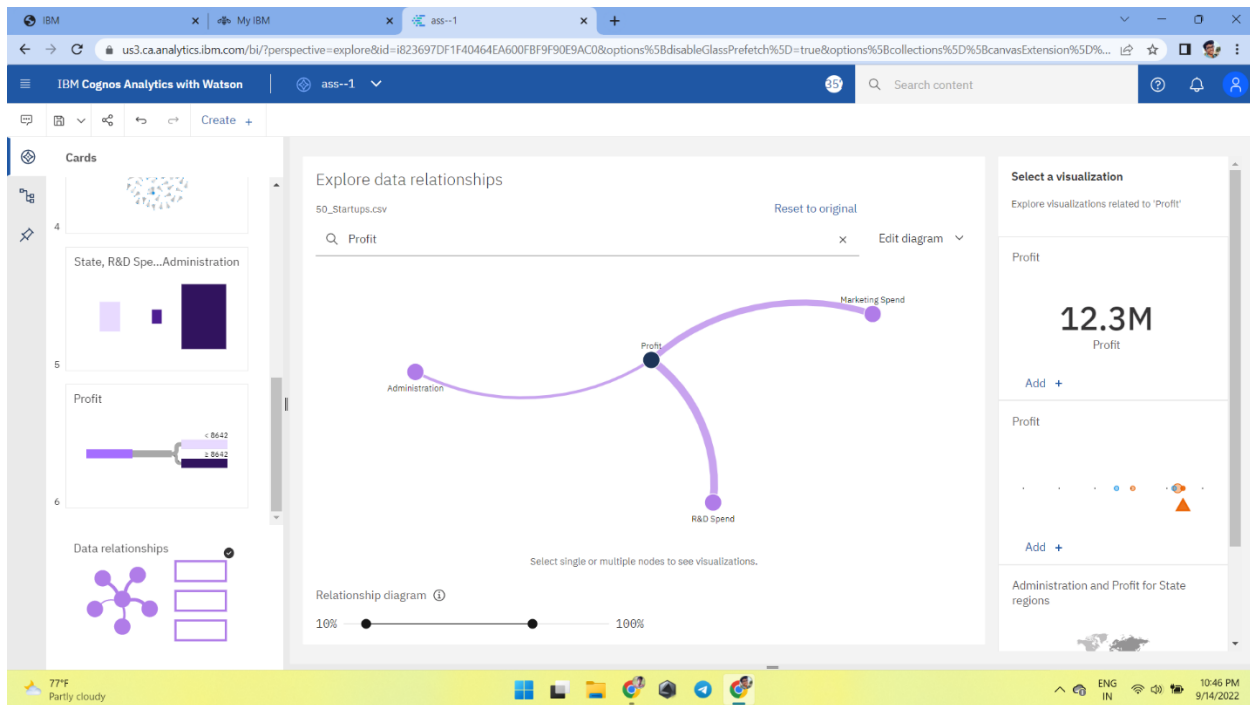 IBM
My IBM
ass--1
us3.ca.analytics.ibm.com/bi/?perspective=explore&id=i823697DF1F40464EA600FBF9F90E9AC0&options%5BdisableGlassPrefetch%5D=true&options%5Bcollections%5D%5BcanvasExtension%5D%...
IBM Cognos Analytics with Watson
ass--1
35
Search content
Create +
Cards
4
State, R&D Spe...Administration
5
Profit
< 8642
≥ 8642
6
Data relationships
Explore data relationships
50_Startups.csv
Reset to original
Profit
Edit diagram
Marketing Spend
Profit
Administration
R&D Spend
Select single or multiple nodes to see visualizations.
Relationship diagram
10%
100%
Select a visualization
Explore visualizations related to 'Profit'
Profit
12.3M
Profit
Add +
Profit
Add +
Administration and Profit for State
regions
77°F
Partly cloudy
ENG
IN
10:46 PM
9/14/2022